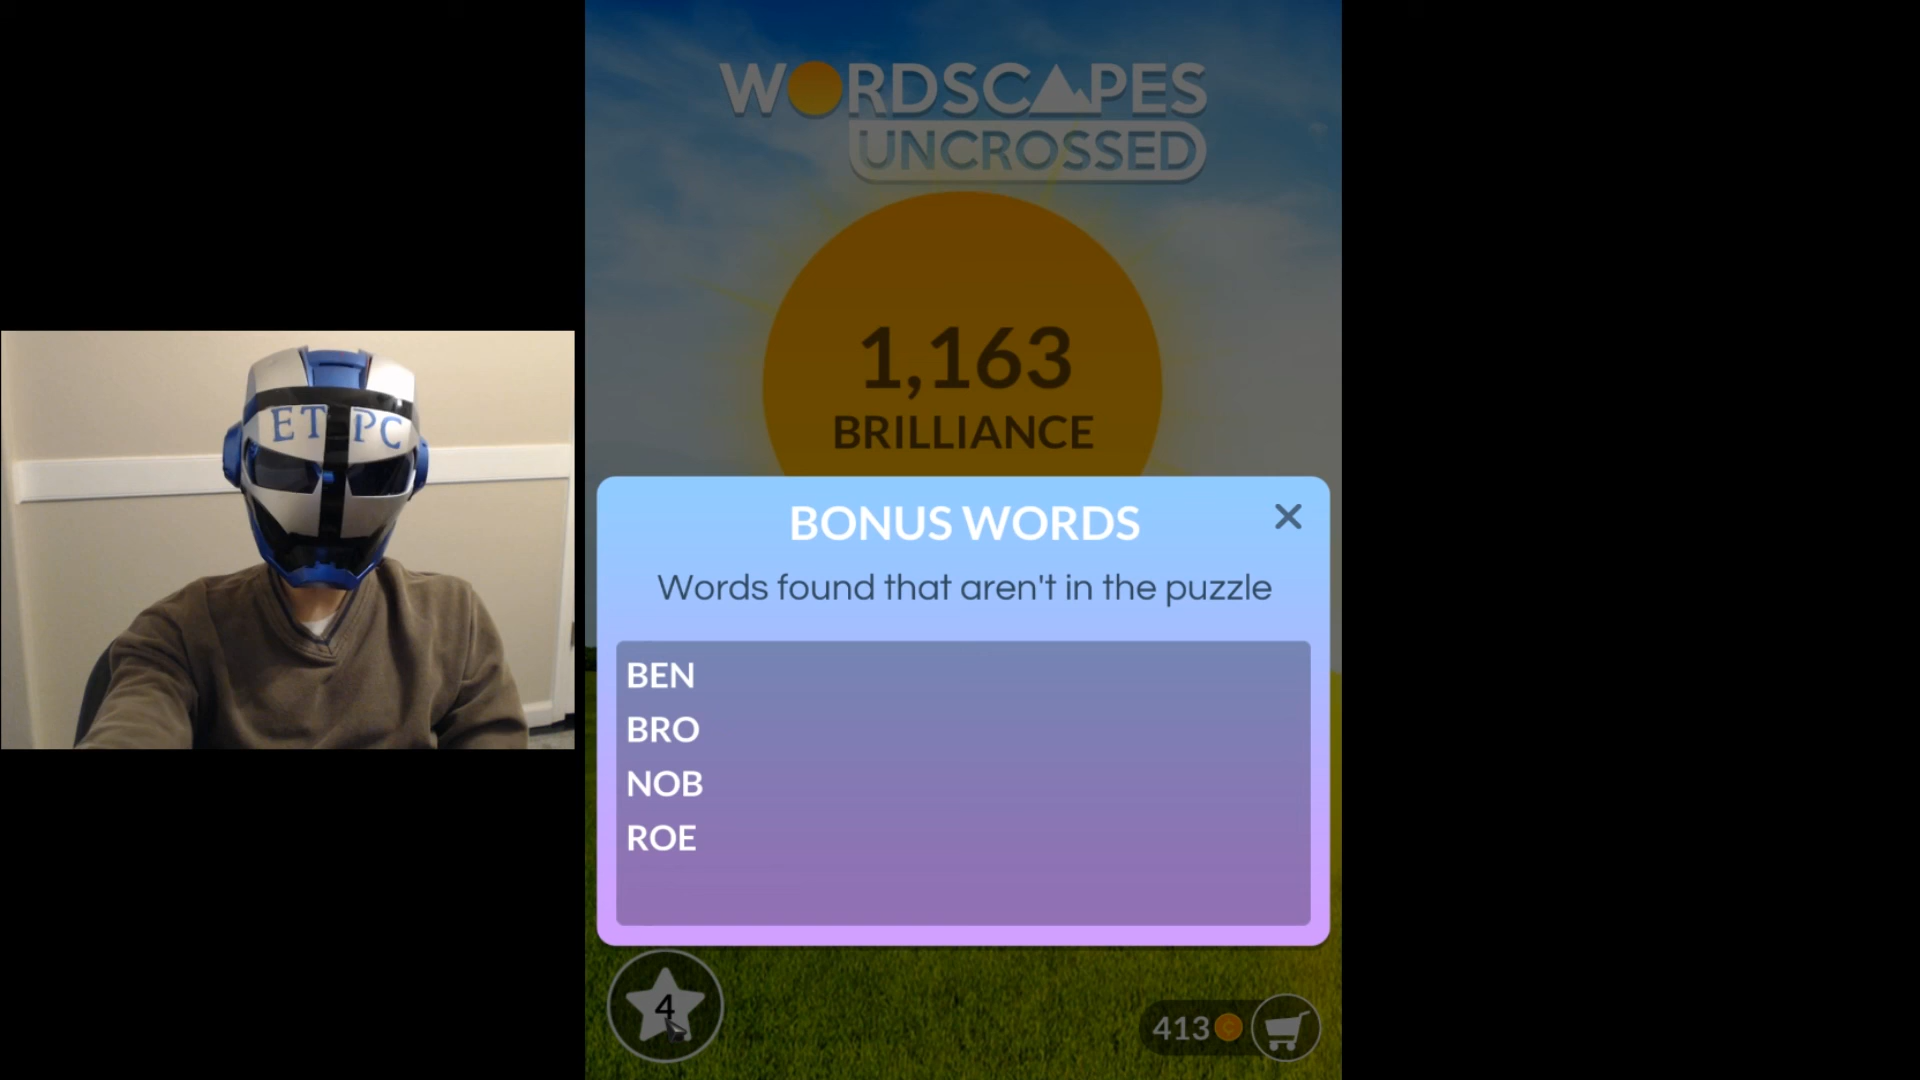 WORDSCAPES
UNCROSSED
1,163
BRILLIANCE
ET PC
BONUS WORDS
Words found that aren't in the puzzle
BEN
BRO
NOB
ROE
4
413